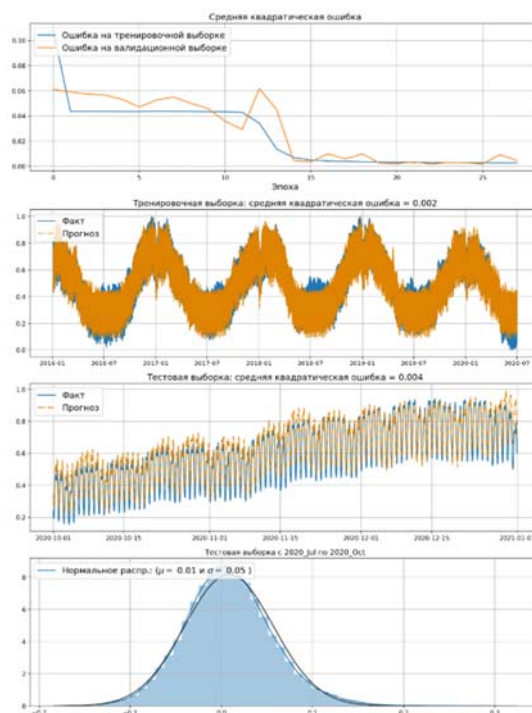 Средняя квадратическая ошибка
0.10
0.08
0.06
0.04
0.02
0.00
Ошибка на тренировочной выборке
Ошибка на валидационной выборке
0 5 10 15 20 25
Эпоха
Тренировочная выборка: средняя квадратическая ошибка = 0.002
1.0
0.8
0.6
0.4
0.2
0.0
Факт
Прогноз
2016-01 2016-07 2017-01 2017-07 2018-01 2018-07 2019-01 2019-07 2020-01 2020-07
Тестовая выборка: средняя квадратическая ошибка = 0.004
Факт
Прогноз
0.8
0.6
0.4
0.2
2020-10-01 2020-10-15 2020-11-01 2020-11-15 2020-12-01 2020-12-15 2021-01-0
Тестовая выборка с 2020_Jul по 2020_Oct
Нормальное распр.: (μ = 0.01 и σ = 0.05 )
8
6
4
2
0